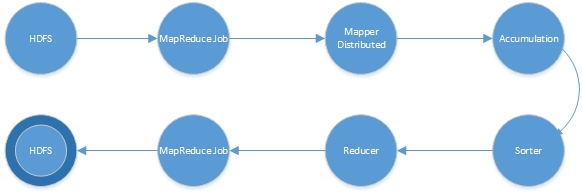 HDFS
MapReduce Job
Mapper
Distributed
Accumulation
Sorter
Reducer
MapReduce Job
HDFS